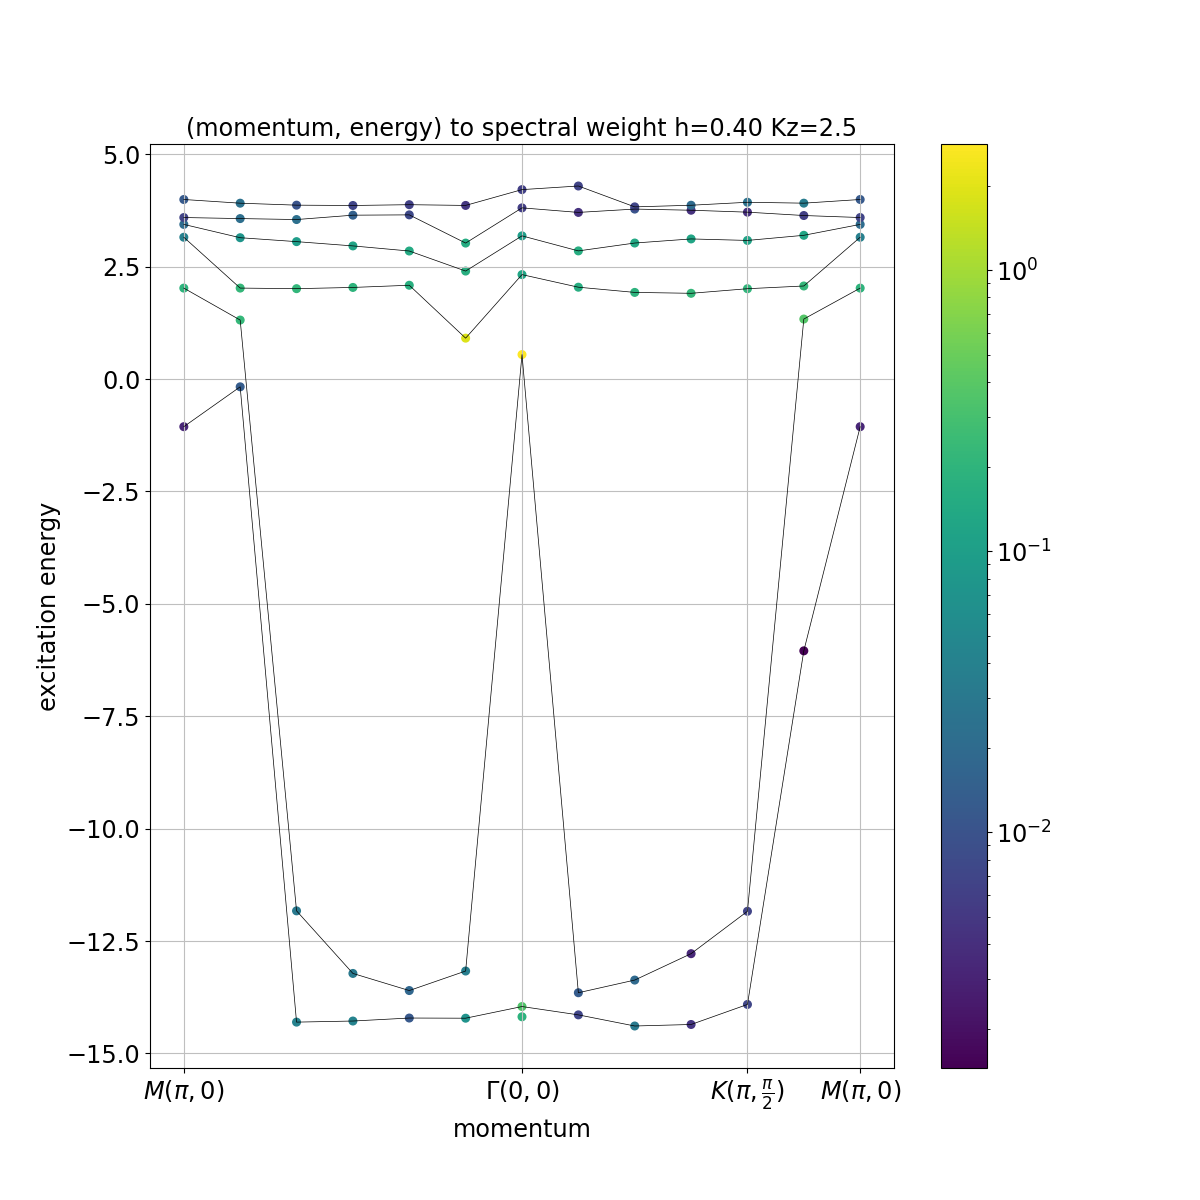 (momentum, energy) to spectral weight h=0.40 Kz=2.5
5.0
2.5
0.0
−2.5
−5.0
−7.5
−10.0
−12.5
−15.0
excitation energy
M(π, 0)
Γ(0, 0)
K(π, π/2)
M(π, 0)
momentum
10⁰
10⁻¹
10⁻²